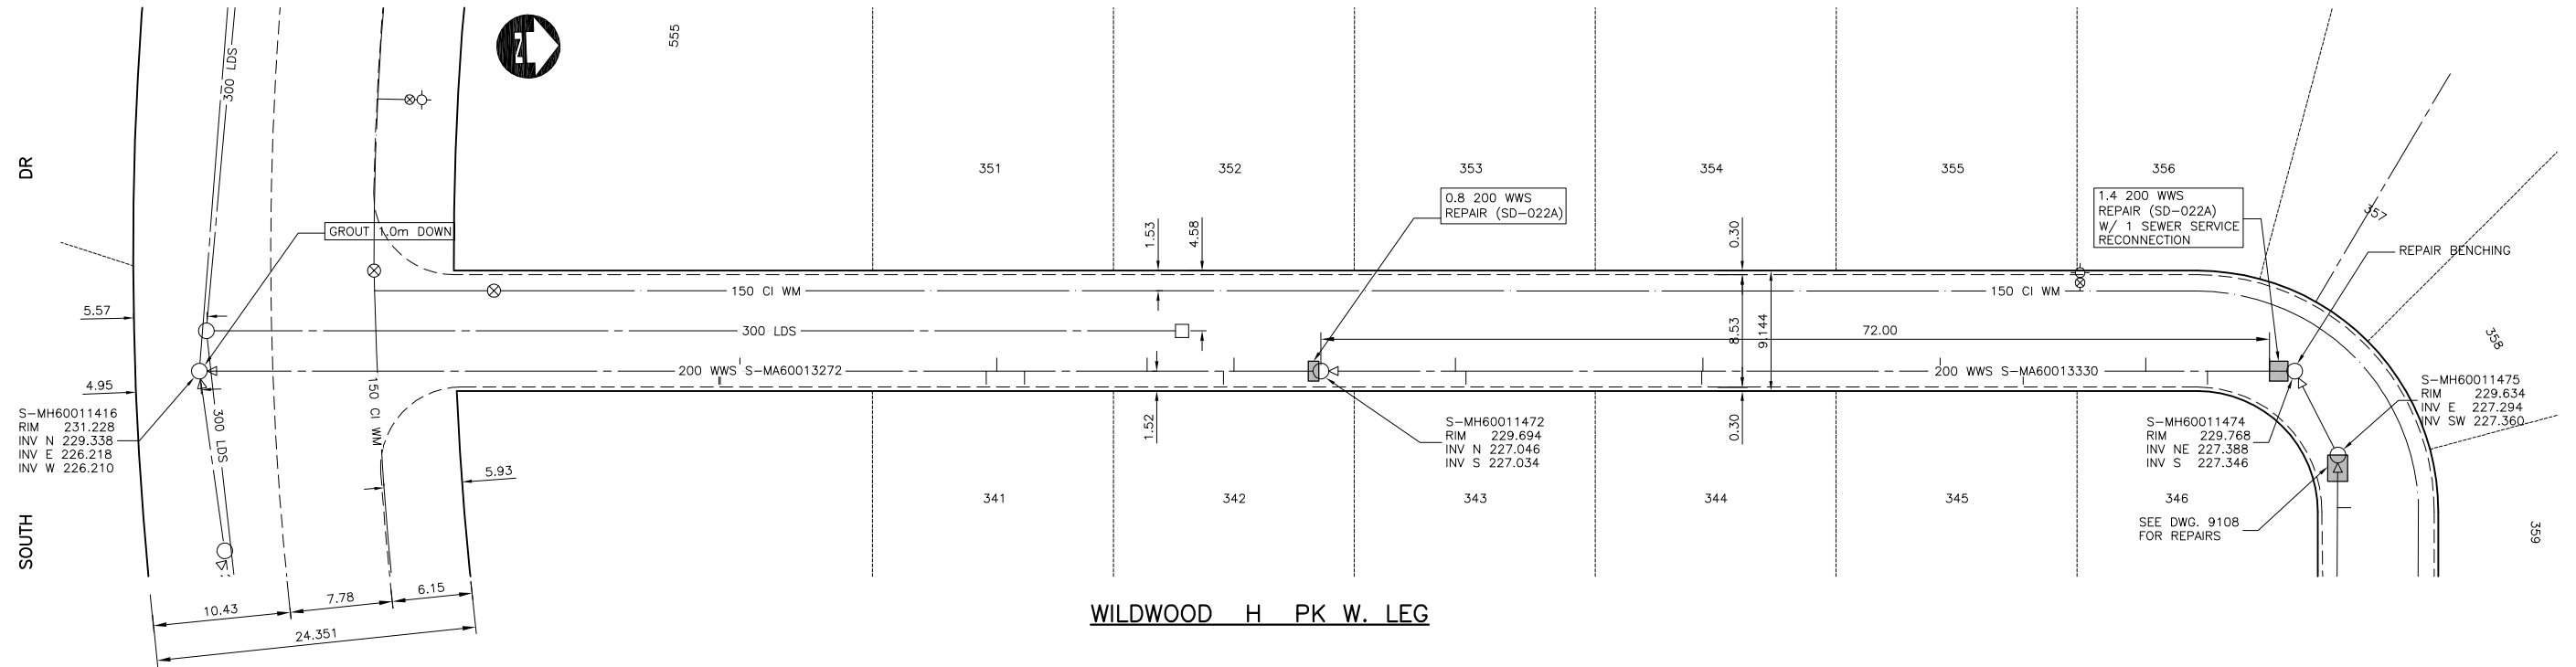 555
300 LDS
DR
351
352
353
354
355
356
357
358
359
GROUT 1.0m DOWN
1.53
4.58
0.8 200 WWS
REPAIR (SD-022A)
0.30
1.4 200 WWS
REPAIR (SD-022A)
W/ 1 SEWER SERVICE
RECONNECTION
REPAIR BENCHING
5.57
150 CI WM
150 CI WM
300 LDS
8.53
9.144
72.00
4.95
200 WWS S-MA60013272
200 WWS S-MA60013330
S-MH60011416
RIM 231.228
INV N 229.338
INV E 226.218
INV W 226.210
300 LDS
150 CI WM
1.52
0.30
S-MH60011472
RIM 229.694
INV N 227.046
INV S 227.034
S-MH60011474
RIM 229.768
INV NE 227.388
INV S 227.346
S-MH60011475
RIM 229.634
INV E 227.294
INV SW 227.360
5.93
341
342
343
344
345
346
SOUTH
SEE DWG. 9108
FOR REPAIRS
10.43
7.78
6.15
24.351
WILDWOOD H PK W. LEG
Z